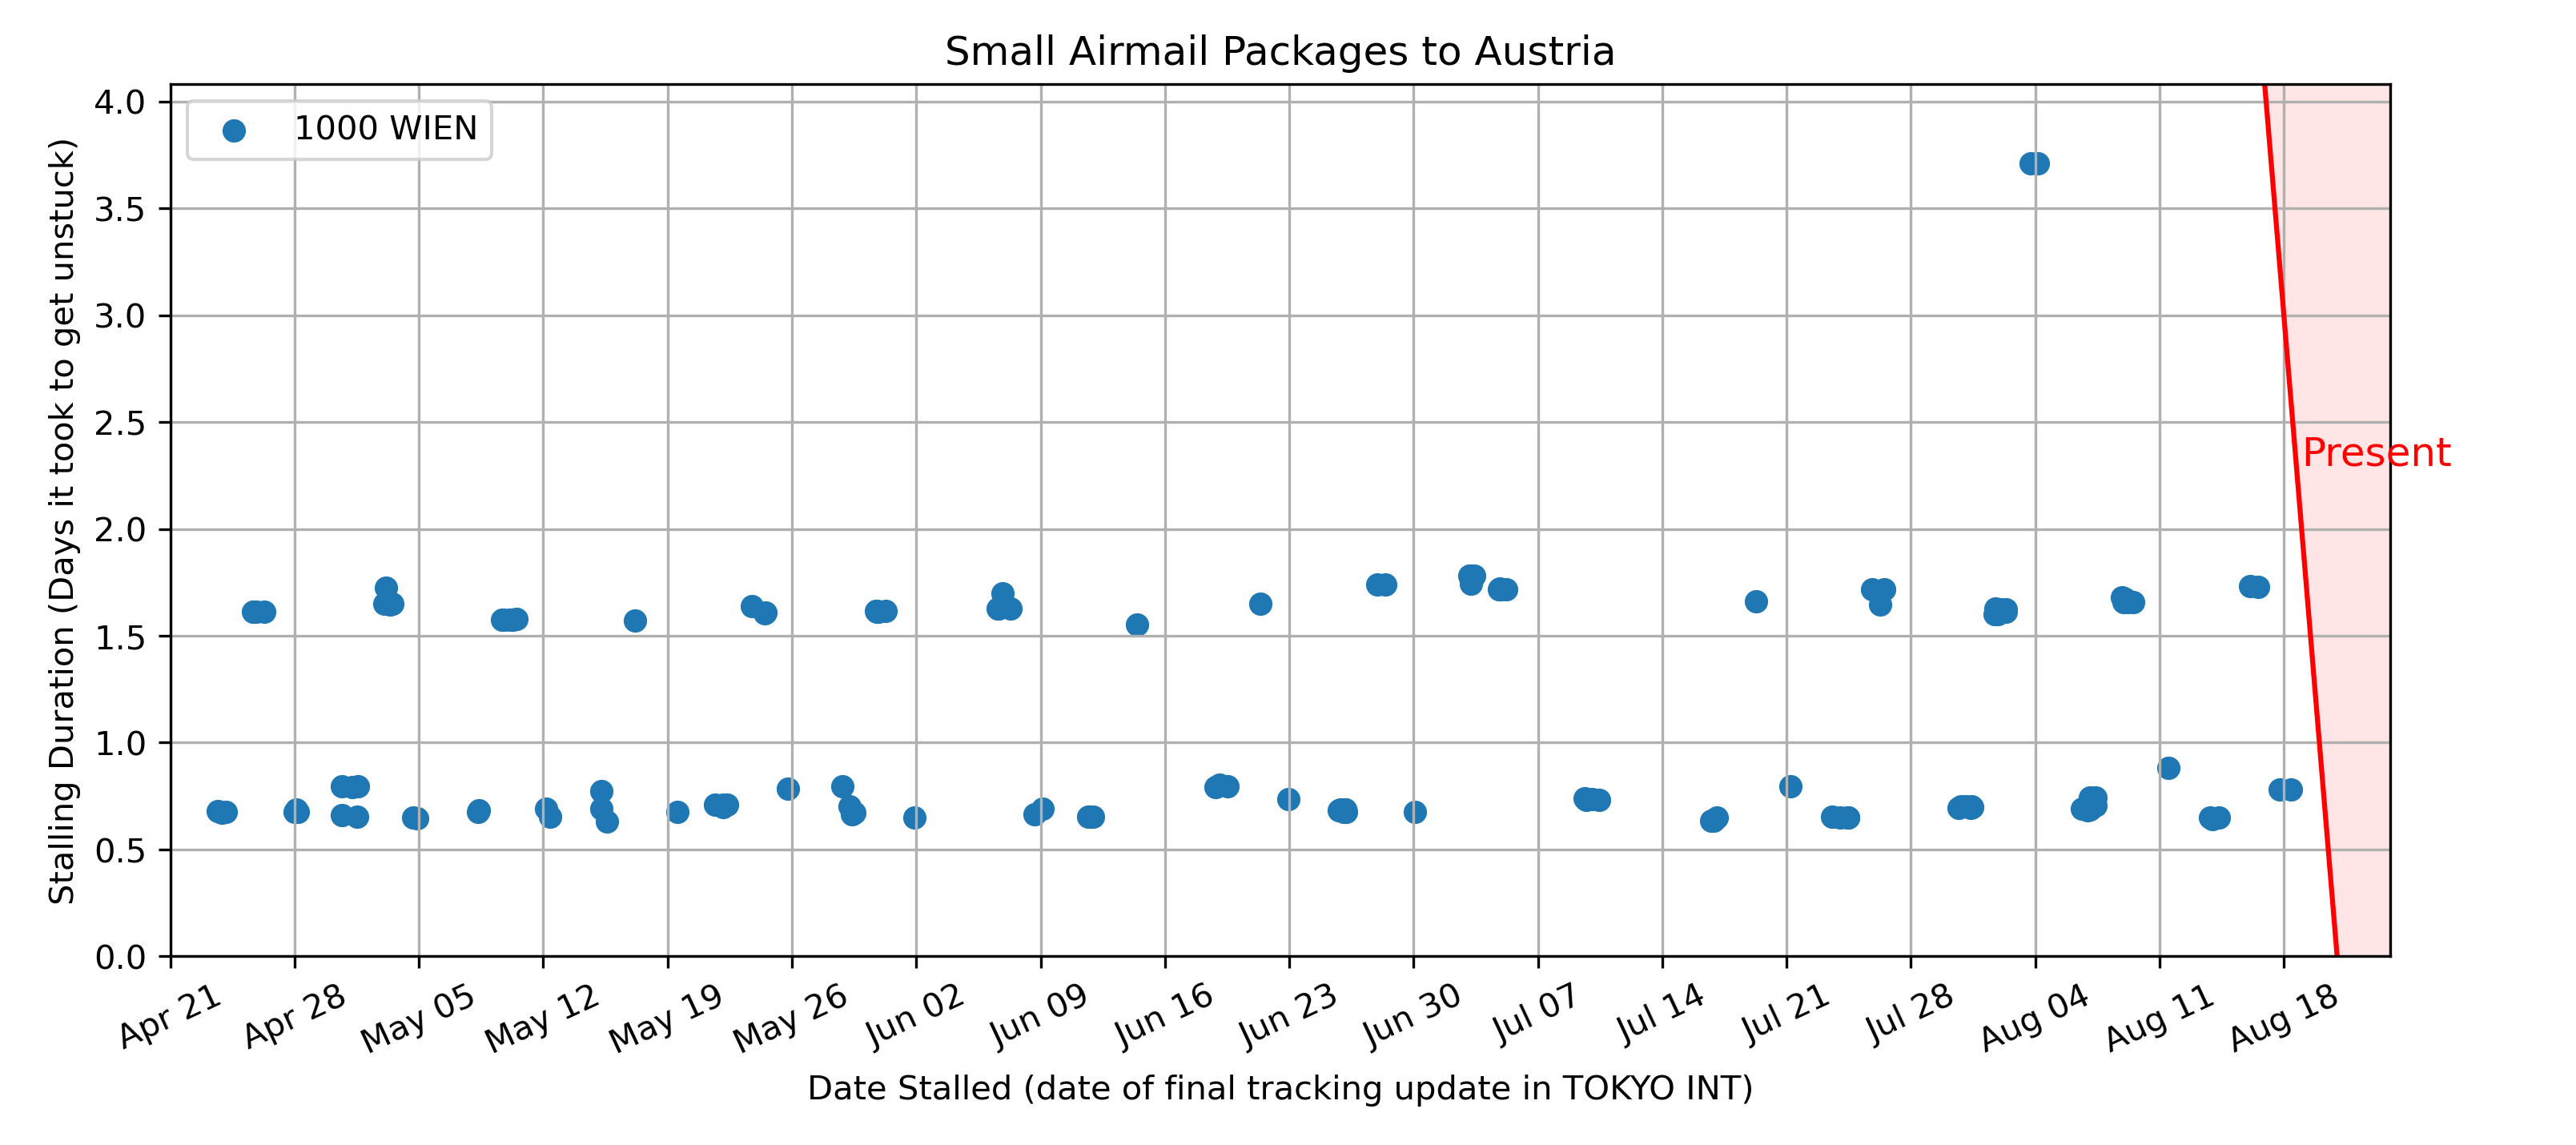 Small Airmail Packages to Austria
Stalling Duration (Days it took to get unstuck)
4.0
3.5
3.0
2.5
2.0
1.5
1.0
0.5
0.0
1000 WIEN
Present
Apr 21
Apr 28
May 05
May 12
May 19
May 26
Jun 02
Jun 09
Jun 16
Jun 23
Jun 30
Jul 07
Jul 14
Jul 21
Jul 28
Aug 04
Aug 11
Aug 18
Date Stalled (date of final tracking update in TOKYO INT)